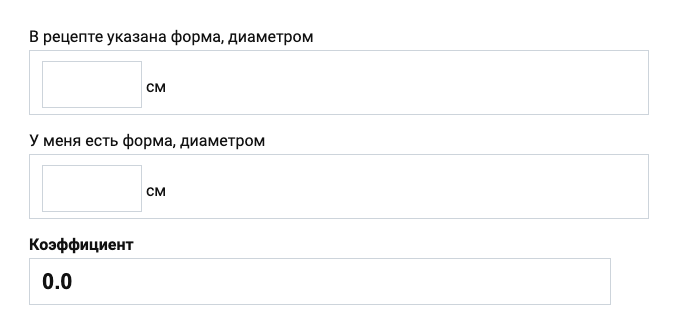 В рецепте указана форма, диаметром
см
У меня есть форма, диаметром
см
Коэффициент
0.0